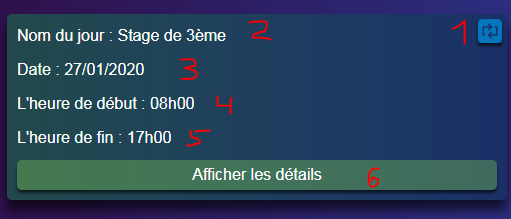 Nom du jour : Stage de 3ème 2 1
Date : 27/01/2020 3
L'heure de début : 08h00 4
L'heure de fin : 17h00 5
Afficher les détails 6